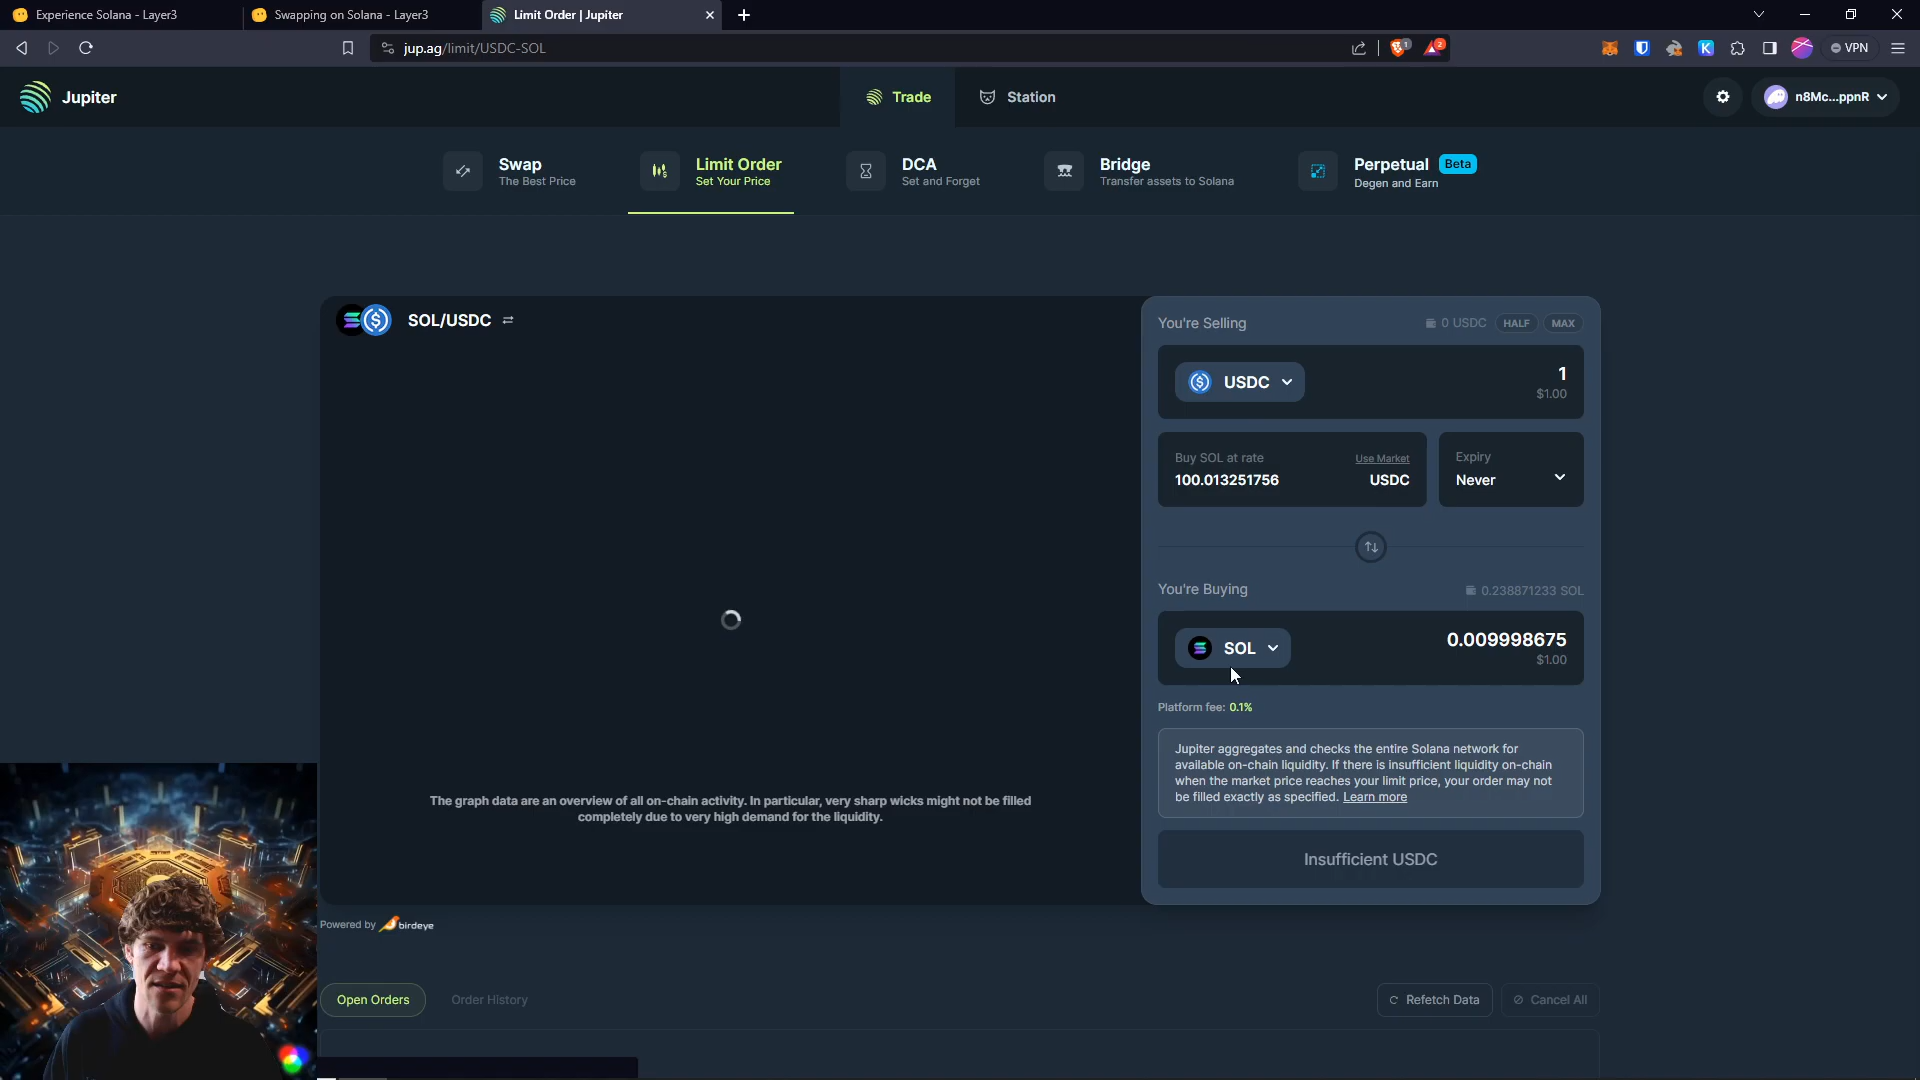 Experience Solana - Layer3
Swapping on Solana - Layer3
Limit Order | Jupiter
jup.ag/limit/USDC-SOL
1
2
VPN
Jupiter
Trade
Station
n8Mc...ppnR
Swap
The Best Price
Limit Order
Set Your Price
DCA
Set and Forget
Bridge
Transfer assets to Solana
Perpetual Beta
Degen and Earn
SOL/USDC
You're Selling
0 USDC HALF MAX
USDC
1
$1.00
Buy SOL at rate
Use Market
100.013251756
USDC
Expiry
Never
You're Buying
0.238871233 SOL
SOL
0.009998675
$1.00
Platform fee: 0.1%
Jupiter aggregates and checks the entire Solana network for
available on-chain liquidity. If there is insufficient liquidity on-chain
when the market price reaches your limit price, your order may not
be filled exactly as specified. Learn more
Insufficient USDC
The graph data are an overview of all on-chain activity. In particular, very sharp wicks might not be filled
completely due to very high demand for the liquidity.
Powered by birdeye
Open Orders
Order History
Refetch Data
Cancel All